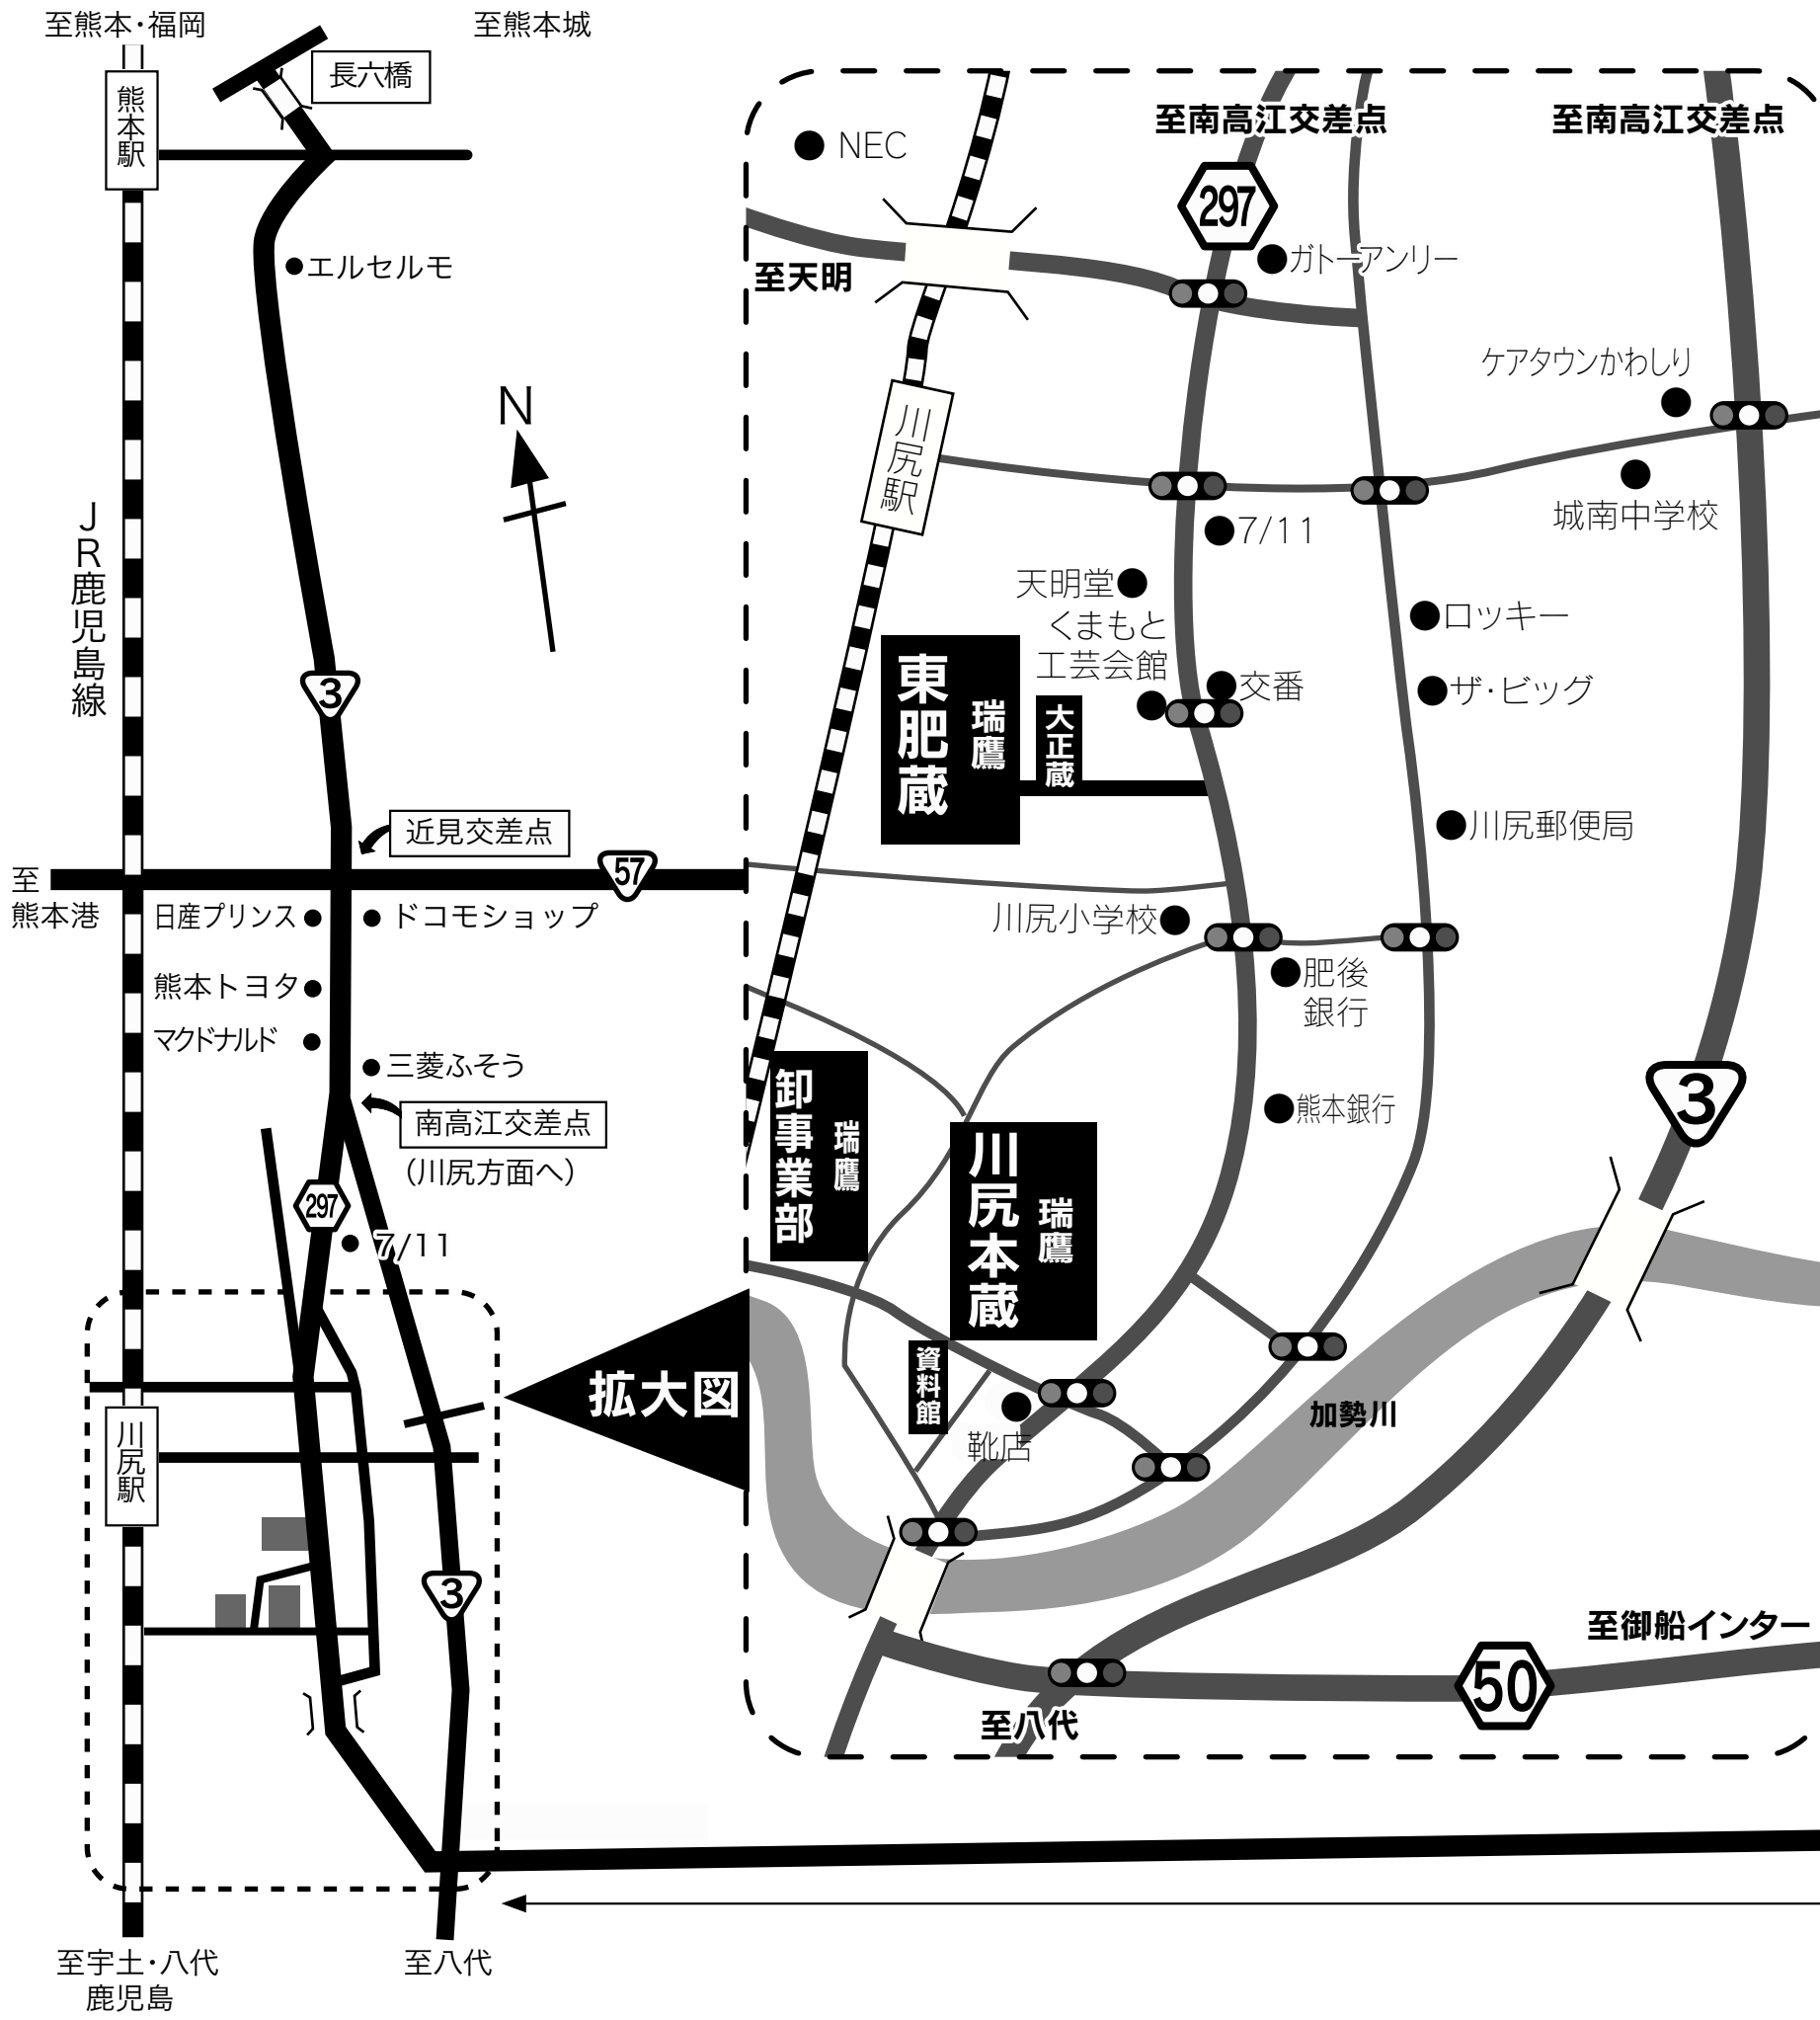 至熊本・福岡
至熊本城
長六橋
熊本駅
エルセルモ
N
JR鹿児島線
3
近見交差点
57
至
熊本港
日産プリンス
ドコモショップ
熊本トヨタ
マクドナルド
三菱ふそう
南高江交差点
(川尻方面へ)
297
7/11
川尻駅
3
至宇土・八代
鹿児島
至八代
拡大図
NEC
至南高江交差点
至南高江交差点
297
ガトーアンリー
至天明
ケアタウンかわしり
川尻駅
城南中学校
7/11
天明堂
くまもと
工芸会館
ロッキー
交番
ザ・ビッグ
瑞鷹
東肥蔵
大正蔵
川尻郵便局
川尻小学校
肥後
銀行
熊本銀行
瑞鷹
卸事業部
瑞鷹
川尻本蔵
3
資料館
靴店
加勢川
至御船インター
50
至八代